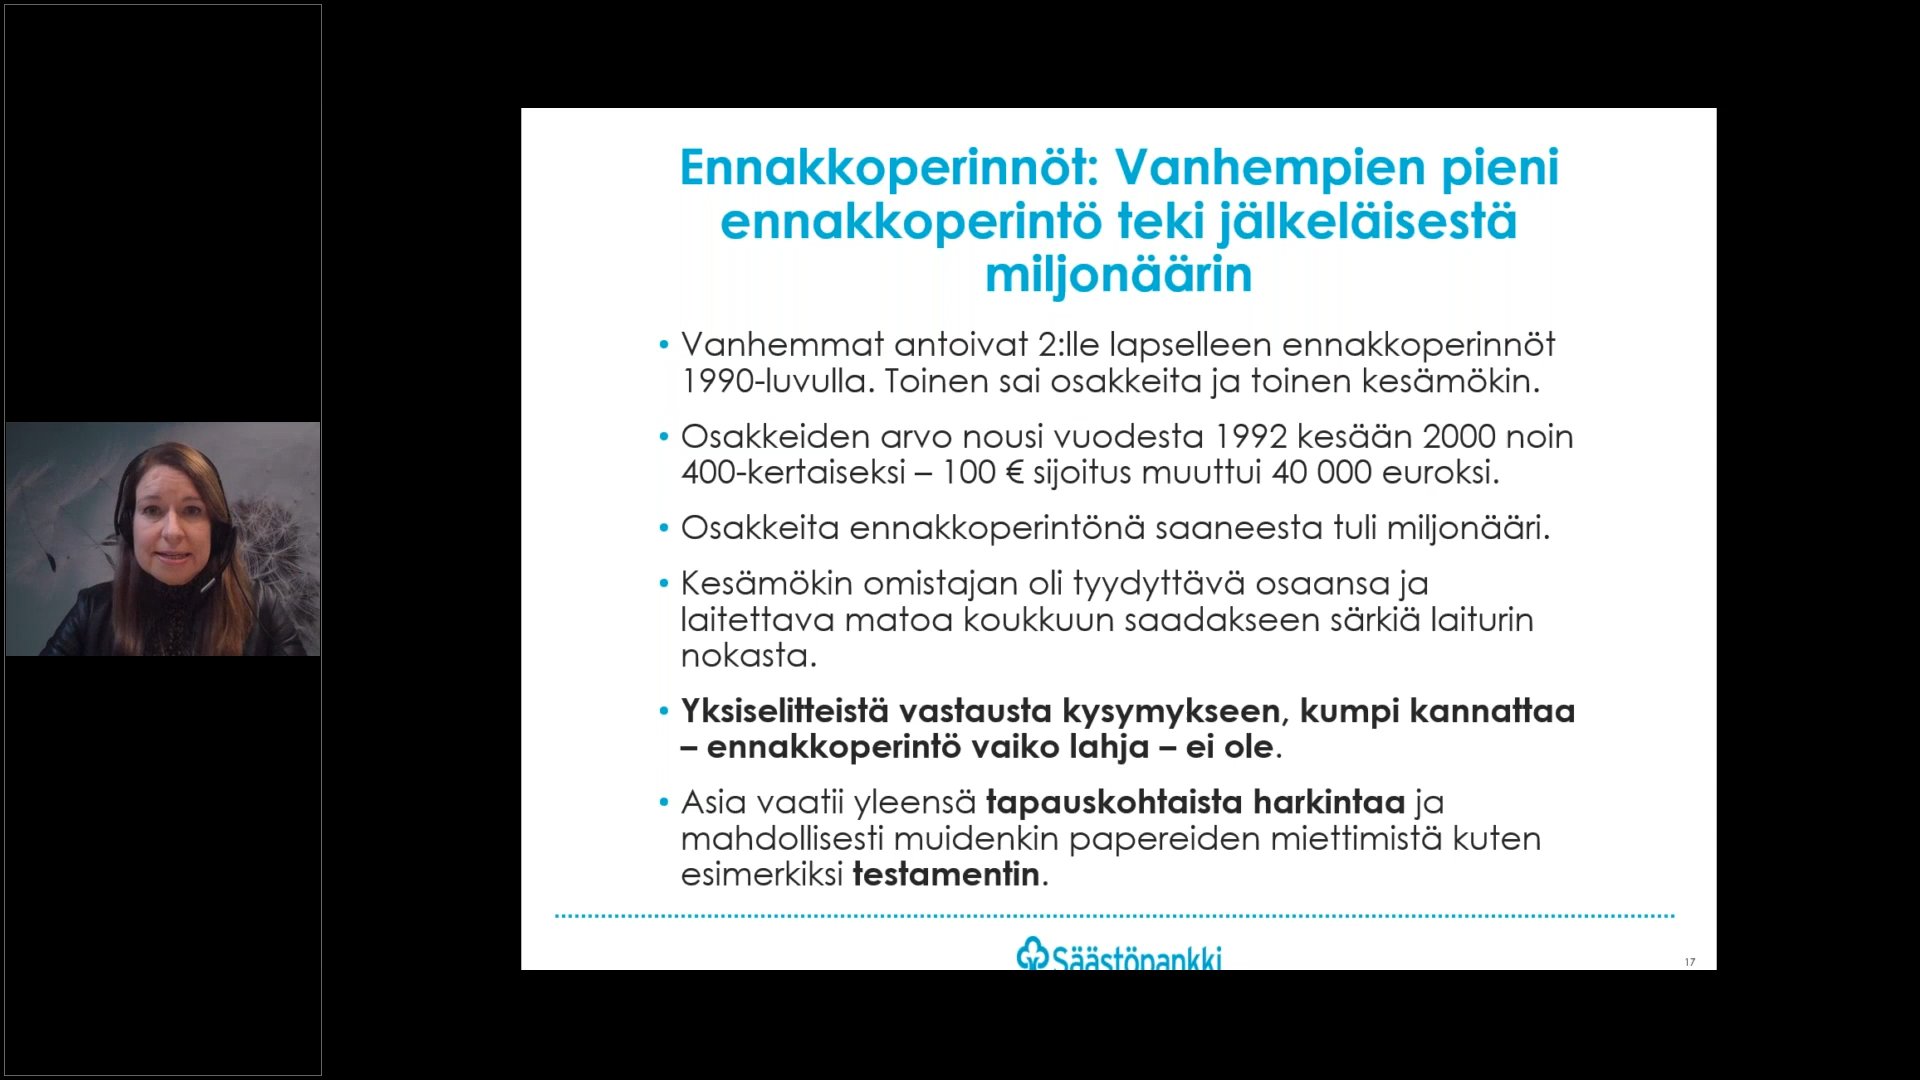 Ennakkoperinnöt: Vanhempien pieni
ennakkoperintö teki jälkeläisestä
miljonäärin
• Vanhemmat antoivat 2:lle lapselleen ennakkoperinnöt
1990-luvulla. Toinen sai osakkeita ja toinen kesämökin.
• Osakkeiden arvo nousi vuodesta 1992 kesään 2000 noin
400-kertaiseksi – 100 € sijoitus muuttui 40 000 euroksi.
• Osakkeita ennakkoperintönä saaneesta tuli miljonääri.
• Kesämökin omistajan oli tyydyttävä osaansa ja
laitettava matoa koukkuun saadakseen särkiä laiturin
nokasta.
• Yksiselitteistä vastausta kysymykseen, kumpi kannattaa
– ennakkoperintö vaiko lahja – ei ole.
• Asia vaatii yleensä tapauskohtaista harkintaa ja
mahdollisesti muidenkin papereiden miettimistä kuten
esimerkiksi testamentin.
Säästöpankki
17